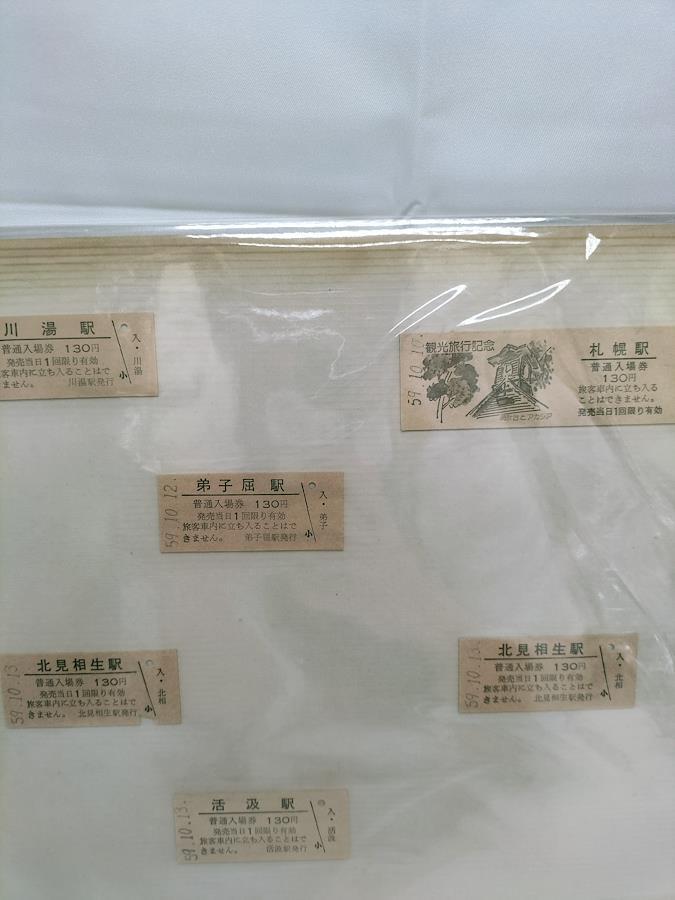 川湯駅
普通入場券 130円
発売当日1回限り有効
客車内に立ち入ることはで
きません。 川湯駅発行
入・川湯
小
59.10.10.
観光旅行記念
時計台とアカシア
札幌駅
普通入場券
130円
旅客車内に立ち入る
ことはできません。
発売当日1回限り有効
59.10.12.
弟子屈駅
普通入場券 130円
発売当日1回限り有効
旅客車内に立ち入ることはで
きません。 弟子屈駅発行
入・弟子
小
59.10.13
北見相生駅
普通入場券 130円
発売当日1回限り有効
旅客車内に立ち入ることはで
きません。 北見相生駅発行
入・北相
小
59.10.13.
北見相生駅
普通入場券 130円
発売当日1回限り有効
旅客車内に立ち入ることはで
きません。 北見相生駅発行
入・北相
小
59.10.13.
活汲駅
普通入場券 130円
発売当日1回限り有効
旅客車内に立ち入ることはで
きません。 活汲駅発行
入・活汲
小